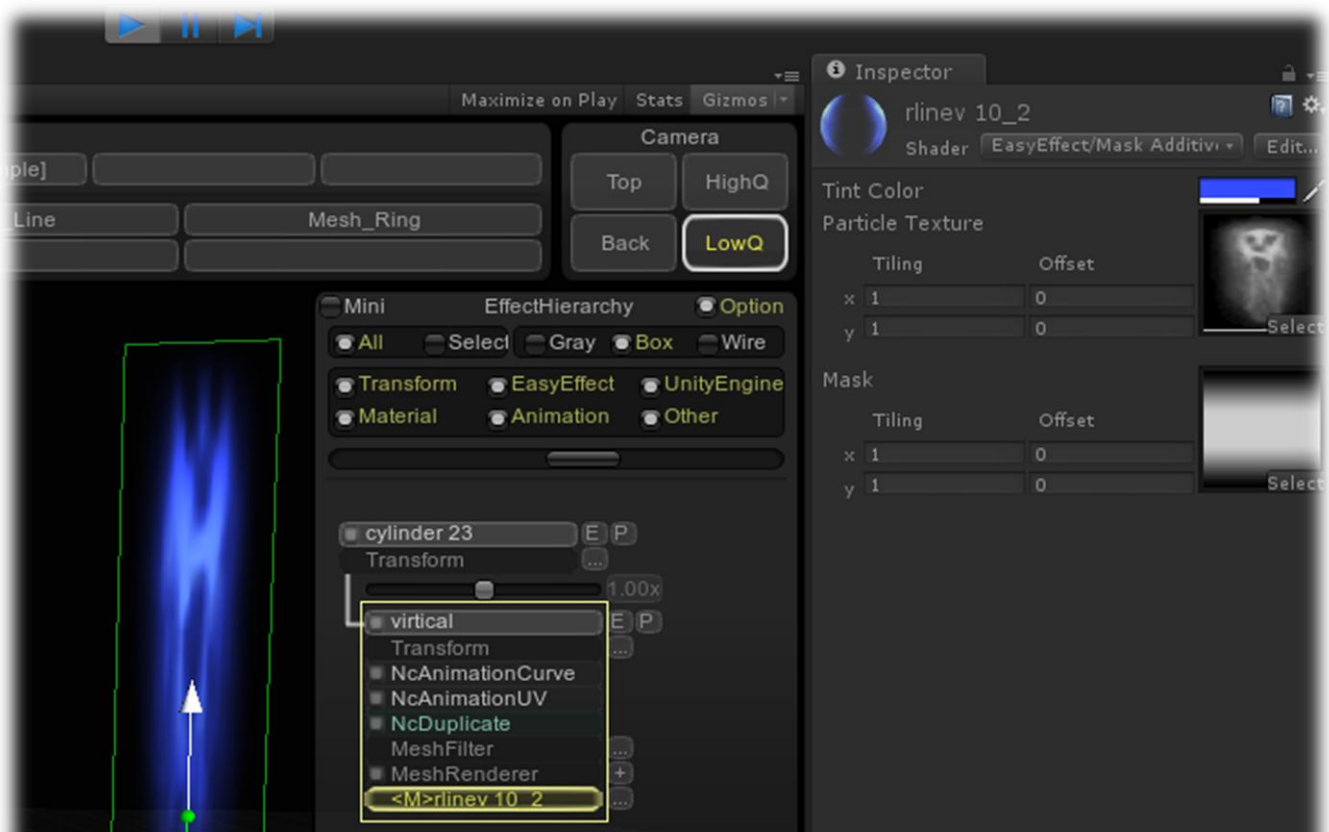 Inspector
Maximize on Play Stats Gizmos
rlinev 10_2
Shader EasyEffect/Mask Additiv Edit...
Camera
ple]
Top HighQ
_Line Mesh_Ring
Back LowQ
Tint Color
Particle Texture
Tiling Offset
x 1 0
y 1 0
Select
Mask
Tiling Offset
x 1 0
y 1 0
Select
Mini EffectHierarchy Option
All Select Gray Box Wire
Transform EasyEffect UnityEngine
Material Animation Other
cylinder 23 E P
Transform ...
1.00x
virtical E P
Transform ...
NcAnimationCurve
NcAnimationUV
NcDuplicate
MeshFilter ...
MeshRenderer +
<M>rlinev 10_2 ...